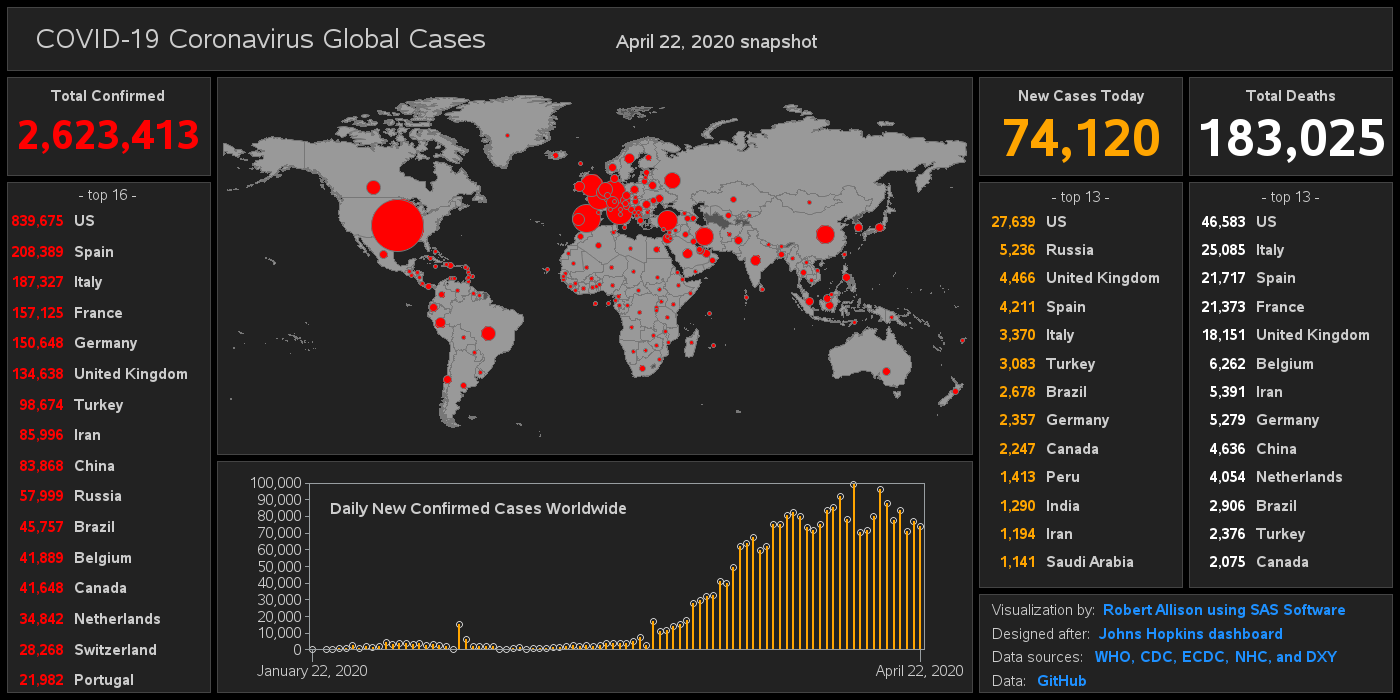 COVID-19 Coronavirus Global Cases
April 22, 2020 snapshot
Total Confirmed
2,623,413
- top 16 -
839,675 US
208,389 Spain
187,327 Italy
157,125 France
150,648 Germany
134,638 United Kingdom
98,674 Turkey
85,996 Iran
83,868 China
57,999 Russia
45,757 Brazil
41,889 Belgium
41,648 Canada
34,842 Netherlands
28,268 Switzerland
21,982 Portugal
Daily New Confirmed Cases Worldwide
100,000
90,000
80,000
70,000
60,000
50,000
40,000
30,000
20,000
10,000
0
January 22, 2020
April 22, 2020
New Cases Today
74,120
- top 13 -
27,639 US
5,236 Russia
4,466 United Kingdom
4,211 Spain
3,370 Italy
3,083 Turkey
2,678 Brazil
2,357 Germany
2,247 Canada
1,413 Peru
1,290 India
1,194 Iran
1,141 Saudi Arabia
Total Deaths
183,025
- top 13 -
46,583 US
25,085 Italy
21,717 Spain
21,373 France
18,151 United Kingdom
6,262 Belgium
5,391 Iran
5,279 Germany
4,636 China
4,054 Netherlands
2,906 Brazil
2,376 Turkey
2,075 Canada
Visualization by: Robert Allison using SAS Software
Designed after: Johns Hopkins dashboard
Data sources: WHO, CDC, ECDC, NHC, and DXY
Data: GitHub